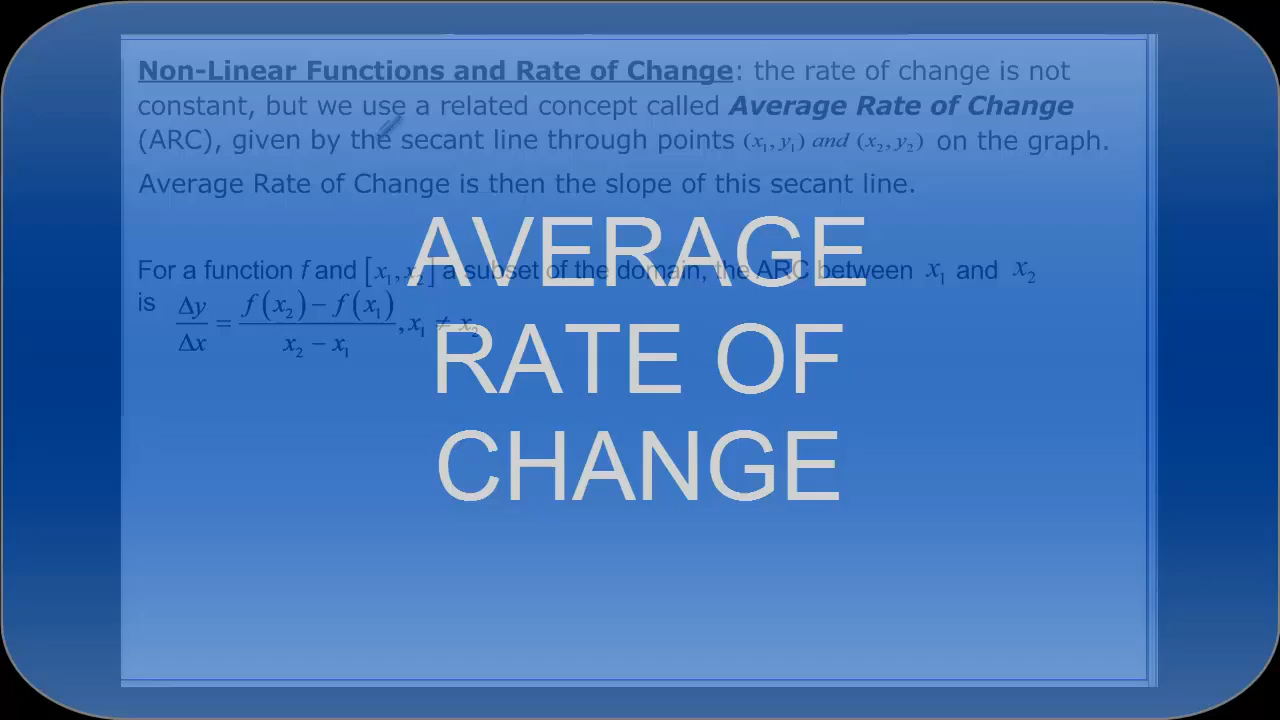 Non-Linear Functions and Rate of Change: the rate of change is not
constant, but we use a related concept called Average Rate of Change
(ARC), given by the secant line through points (x₁, y₁) and (x₂, y₂) on the graph.
Average Rate of Change is then the slope of this secant line.
AVERAGE
For a function f and [x₁, x₂] a subset of the domain, the ARC between x₁ and x₂
is Δy/Δx = (f(x₂) − f(x₁))/(x₂ − x₁), x₁ ≠ x₂
RATE OF
CHANGE